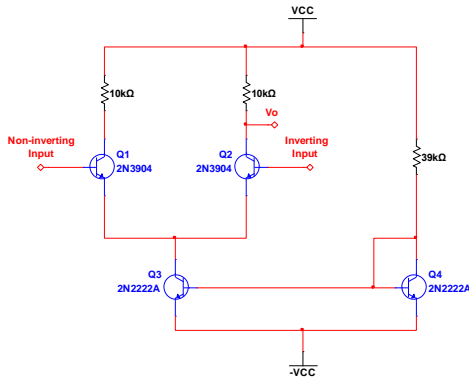 VCC
10kΩ
10kΩ
Vo
Non-inverting
Input
Q1
2N3904
Q2
2N3904
Inverting
Input
39kΩ
Q3
2N2222A
Q4
2N2222A
-VCC